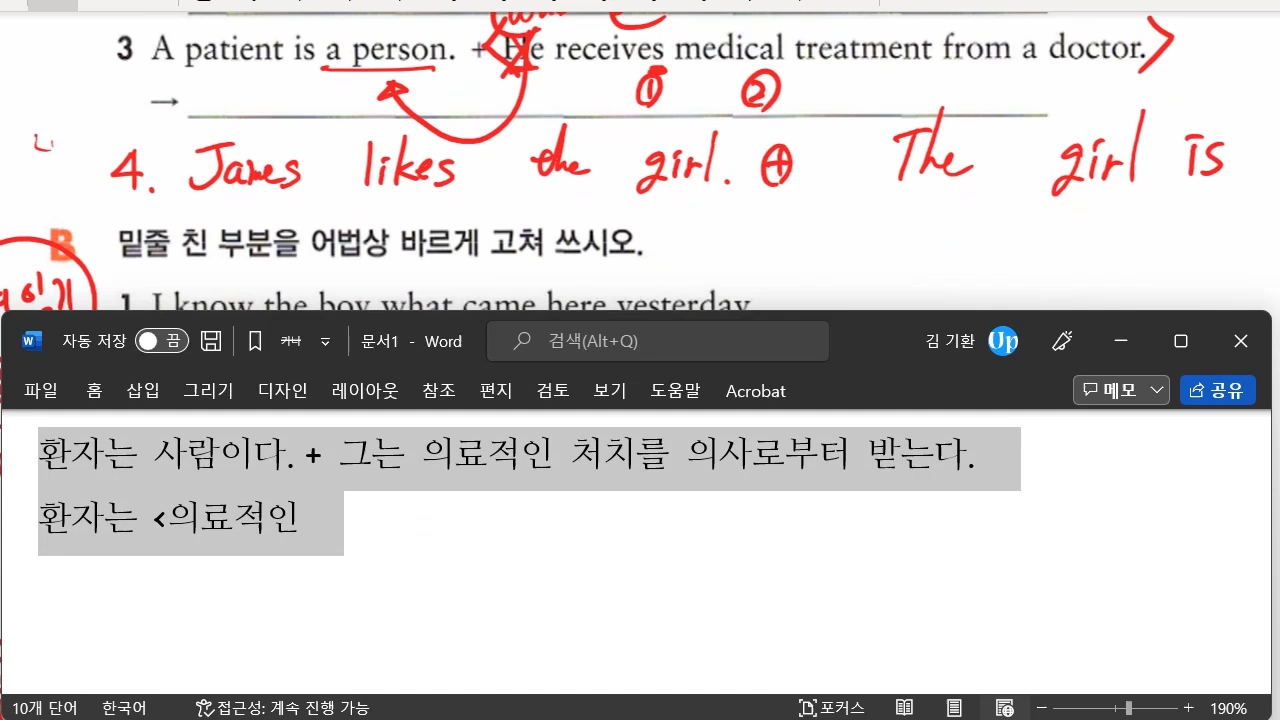 3 A patient is a person. + He receives medical treatment from a doctor.
① ②
→
4. James likes the girl. ⊕ The girl is
B 밑줄 친 부분을 어법상 바르게 고쳐 쓰시오.
1 I know the boy what came here yesterday
자동 저장 끔 문서1 - Word 검색(Alt+Q) 김 기환
파일 홈 삽입 그리기 디자인 레이아웃 참조 편지 검토 보기 도움말 Acrobat 메모 공유
환자는 사람이다. + 그는 의료적인 처치를 의사로부터 받는다.
환자는 <의료적인
10개 단어 한국어 접근성: 계속 진행 가능 포커스 190%